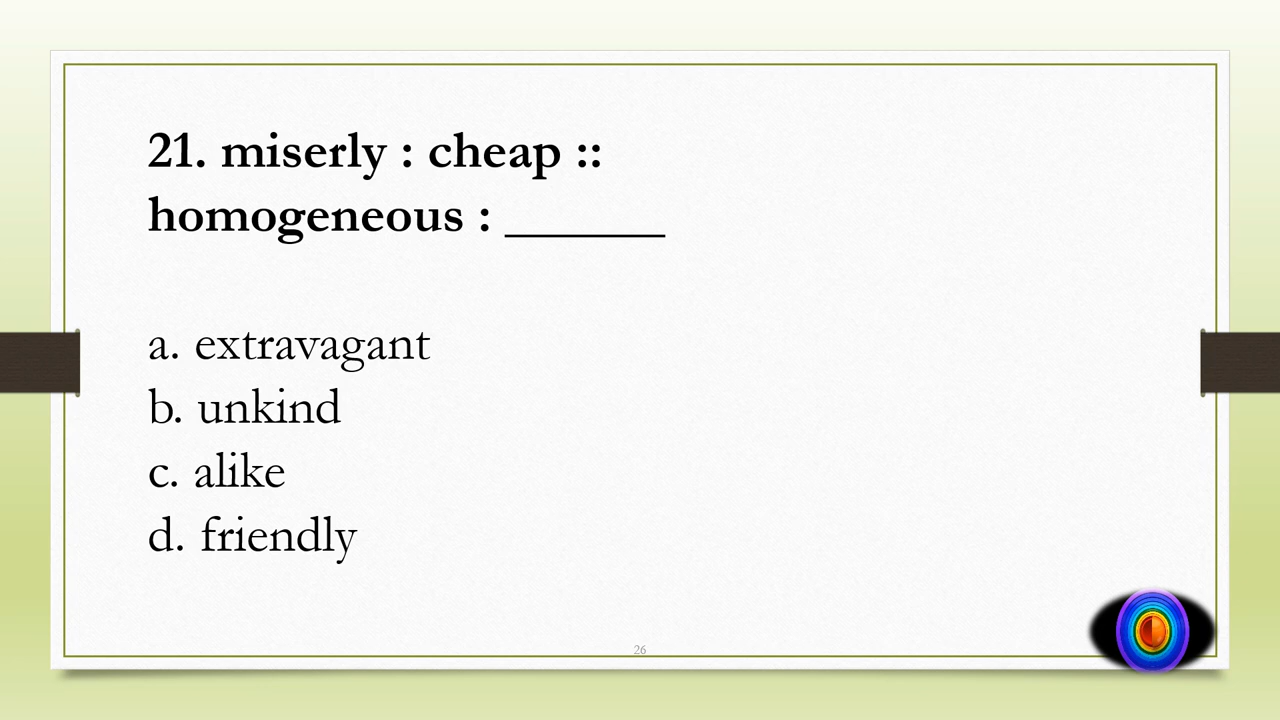 21. miserly : cheap ::
homogeneous : ______
a. extravagant
b. unkind
c. alike
d. friendly
26